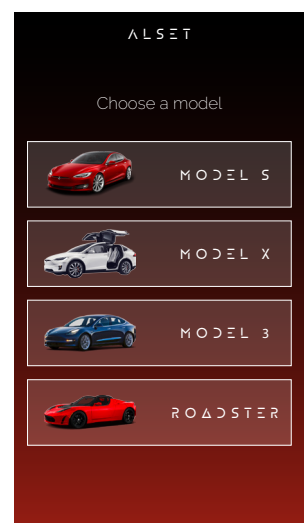 ALSET
Choose a model
MODEL S
MODEL X
MODEL 3
ROADSTER